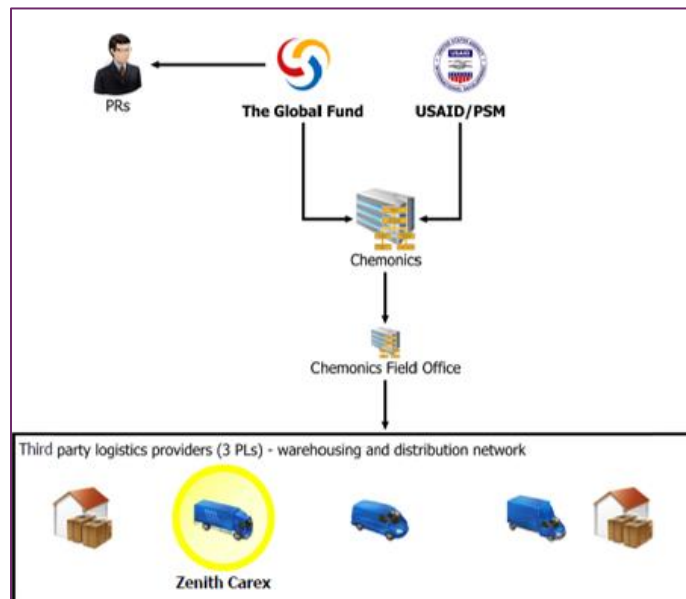 PRs
The Global Fund
USAID/PSM
USAID
Chemonics
Chemonics Field Office
Third party logistics providers (3 PLs) - warehousing and distribution network
Zenith Carex